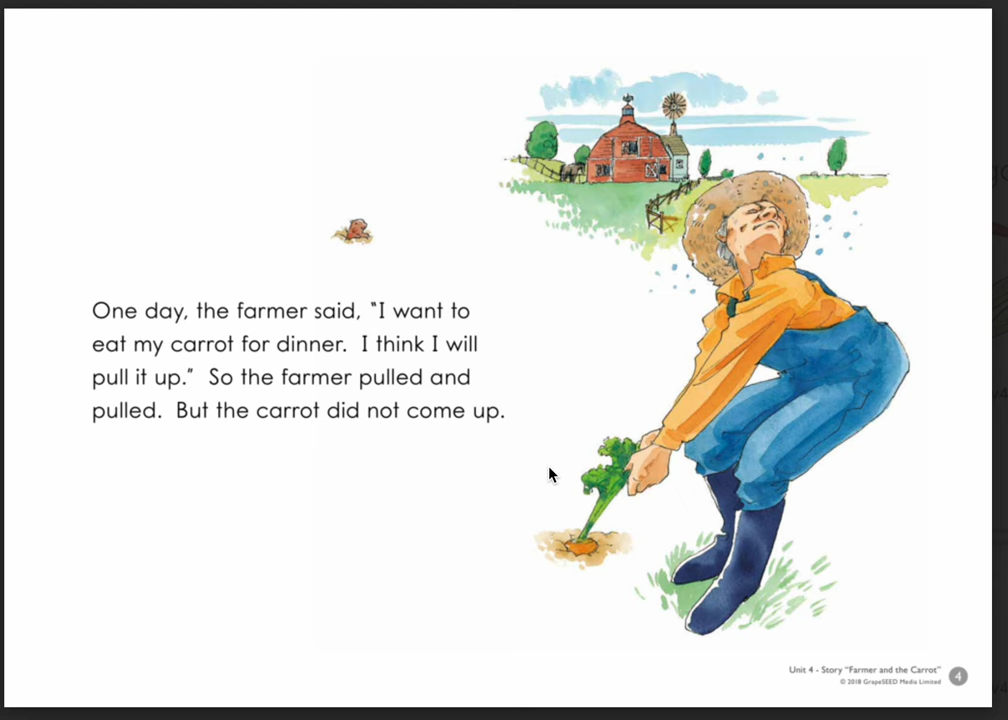 One day, the farmer said, "I want to
eat my carrot for dinner.  I think I will
pull it up."  So the farmer pulled and
pulled.  But the carrot did not come up.
Unit 4 - Story "Farmer and the Carrot"
© 2018 GrapeSEED Media Limited
4